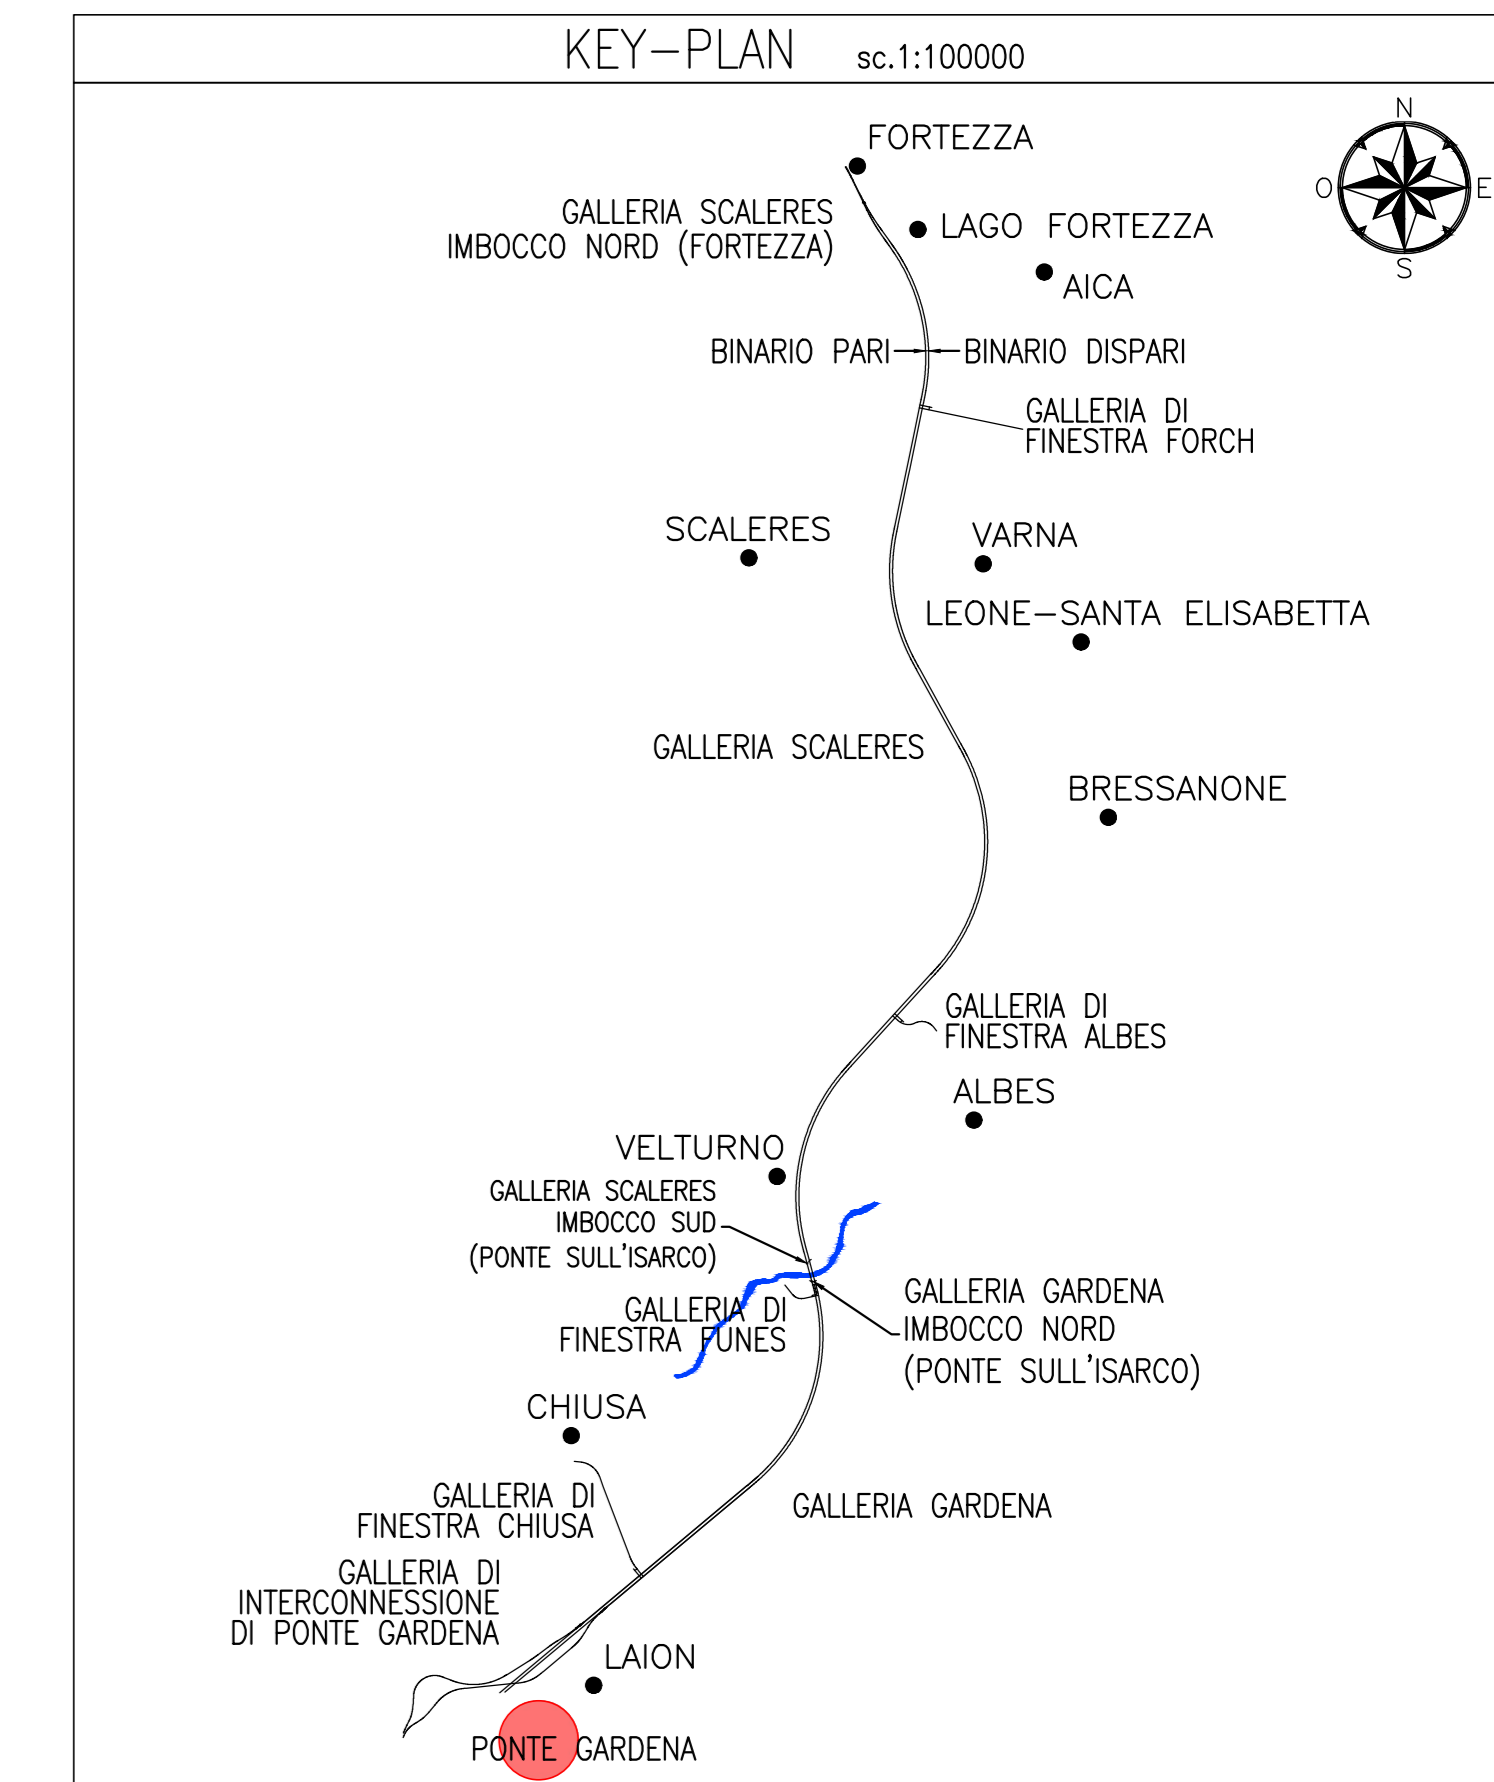 KEY-PLAN sc.1:100000
N
O
E
S
FORTEZZA
GALLERIA SCALERES
IMBOCCO NORD (FORTEZZA)
LAGO FORTEZZA
AICA
BINARIO PARI
BINARIO DISPARI
GALLERIA DI
FINESTRA FORCH
SCALERES
VARNA
LEONE-SANTA ELISABETTA
GALLERIA SCALERES
BRESSANONE
GALLERIA DI
FINESTRA ALBES
ALBES
VELTURNO
GALLERIA SCALERES
IMBOCCO SUD
(PONTE SULL'ISARCO)
GALLERIA DI
FINESTRA FUNES
GALLERIA GARDENA
IMBOCCO NORD
(PONTE SULL'ISARCO)
CHIUSA
GALLERIA DI
FINESTRA CHIUSA
GALLERIA GARDENA
GALLERIA DI
INTERCONNESSIONE
DI PONTE GARDENA
LAION
PONTE GARDENA